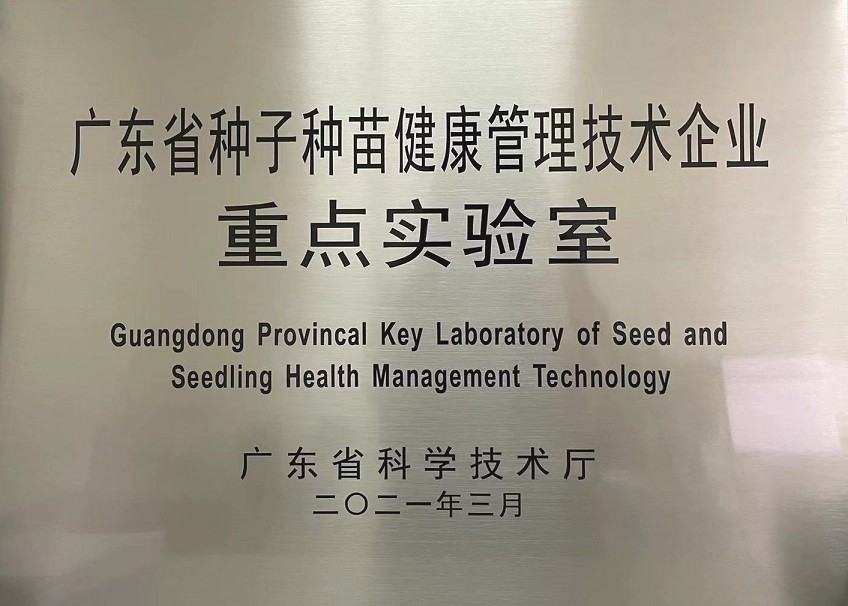 广东省种子种苗健康管理技术企业
重点实验室
Guangdong Provincal Key Laboratory of Seed and
Seedling Health Management Technology
广东省科学技术厅
二〇二一年三月